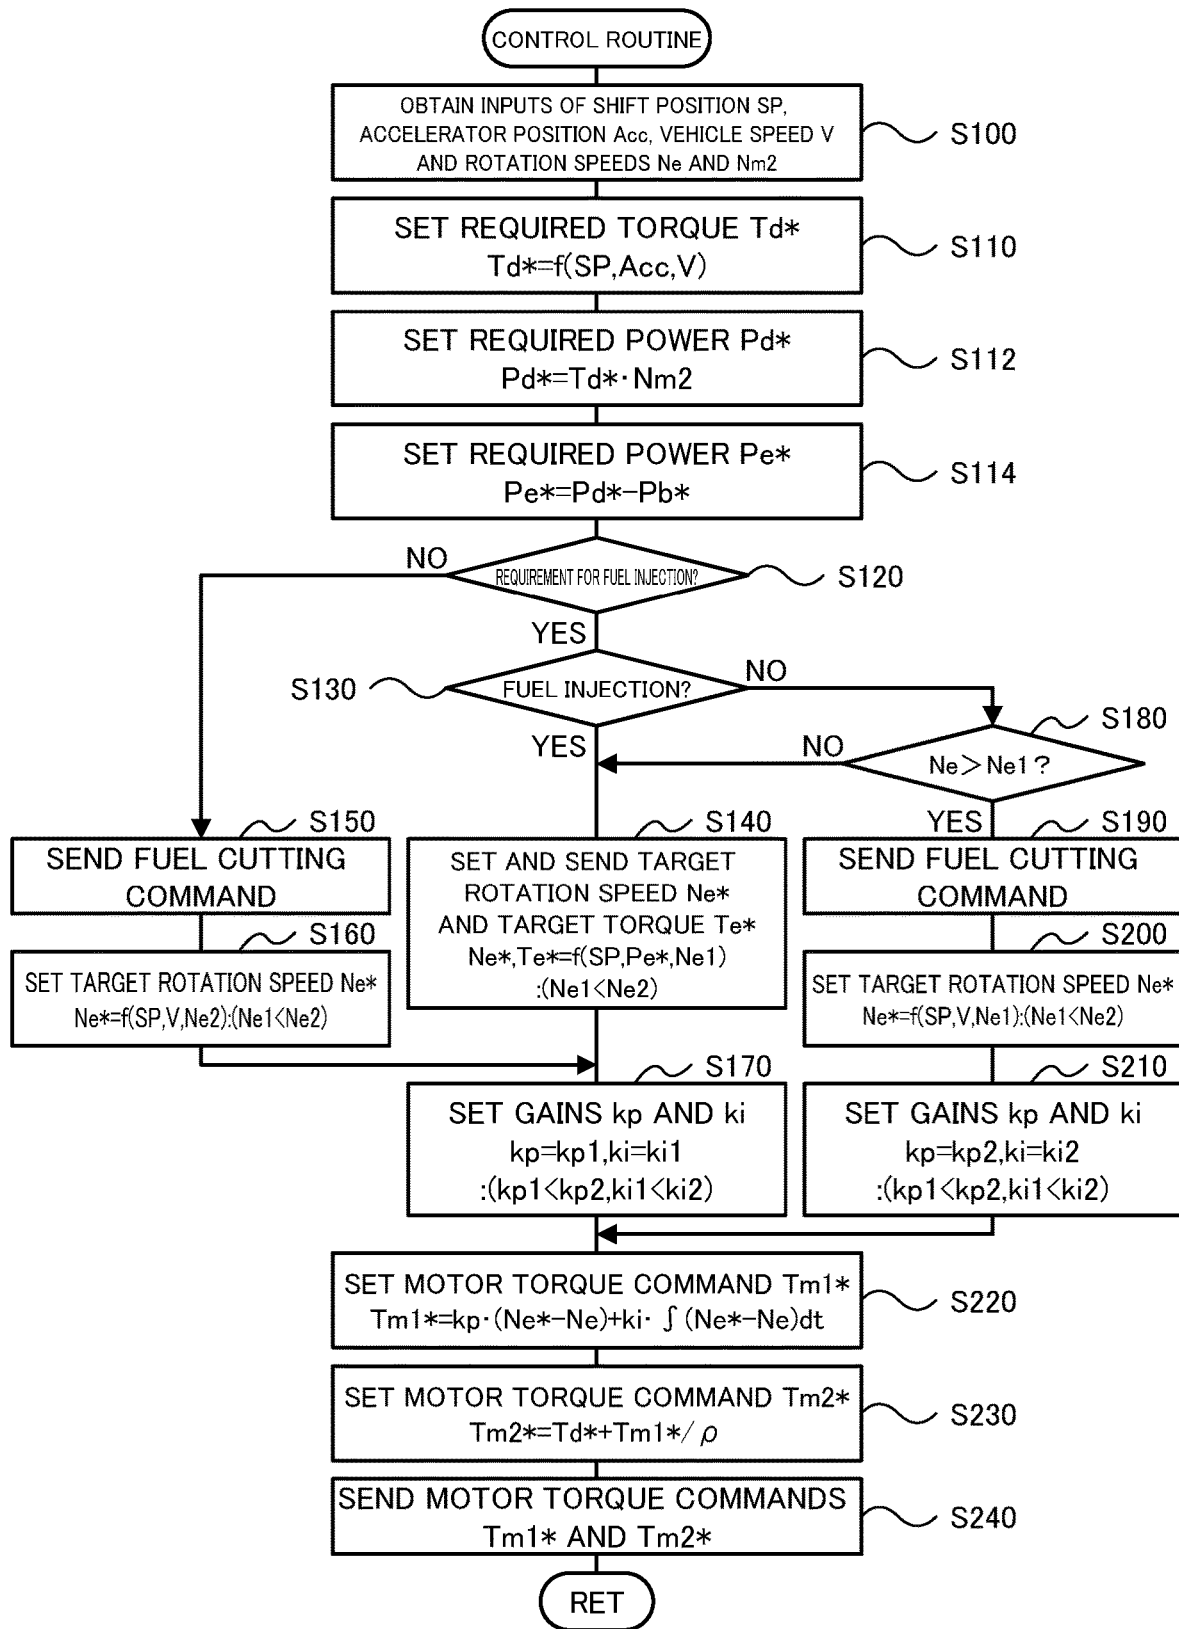 CONTROL ROUTINE
OBTAIN INPUTS OF SHIFT POSITION SP,
ACCELERATOR POSITION Acc, VEHICLE SPEED V
AND ROTATION SPEEDS Ne AND Nm2
S100
SET REQUIRED TORQUE Td*
Td*=f(SP,Acc,V)
S110
SET REQUIRED POWER Pd*
Pd*=Td*·Nm2
S112
SET REQUIRED POWER Pe*
Pe*=Pd*-Pb*
S114
NO
REQUIREMENT FOR FUEL INJECTION?
S120
YES
S130
FUEL INJECTION?
NO
YES
S180
NO
Ne>Ne1?
YES
S150
SEND FUEL CUTTING
COMMAND
S160
SET TARGET ROTATION SPEED Ne*
Ne*=f(SP,V,Ne2):(Ne1<Ne2)
S140
SET AND SEND TARGET
ROTATION SPEED Ne*
AND TARGET TORQUE Te*
Ne*,Te*=f(SP,Pe*,Ne1)
:(Ne1<Ne2)
S190
SEND FUEL CUTTING
COMMAND
S200
SET TARGET ROTATION SPEED Ne*
Ne*=f(SP,V,Ne1):(Ne1<Ne2)
S170
SET GAINS kp AND ki
kp=kp1,ki=ki1
:(kp1<kp2,ki1<ki2)
S210
SET GAINS kp AND ki
kp=kp2,ki=ki2
:(kp1<kp2,ki1<ki2)
SET MOTOR TORQUE COMMAND Tm1*
Tm1*=kp·(Ne*-Ne)+ki·∫(Ne*-Ne)dt
S220
SET MOTOR TORQUE COMMAND Tm2*
Tm2*=Td*+Tm1*/ρ
S230
SEND MOTOR TORQUE COMMANDS
Tm1* AND Tm2*
S240
RET